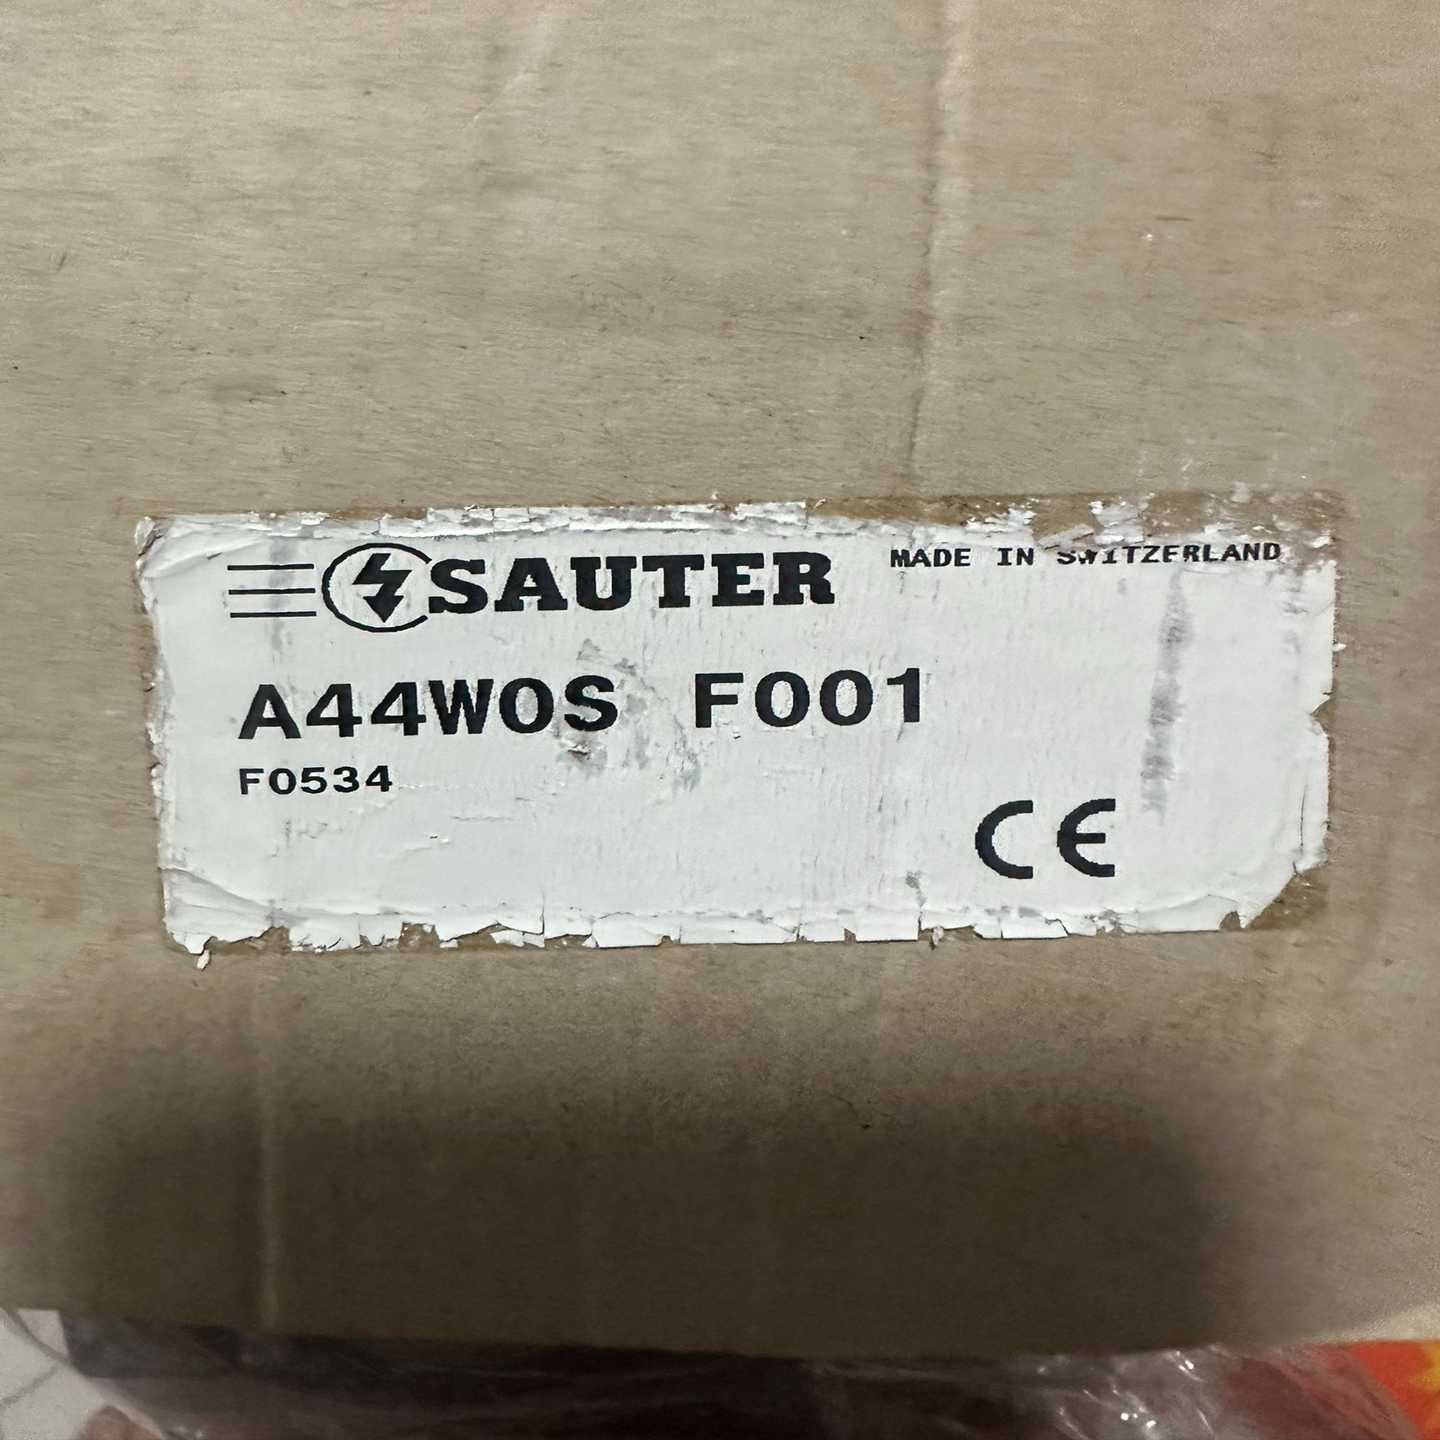 SAUTER MADE IN SWITZERLAND
A44W0S F001
F0534
CE